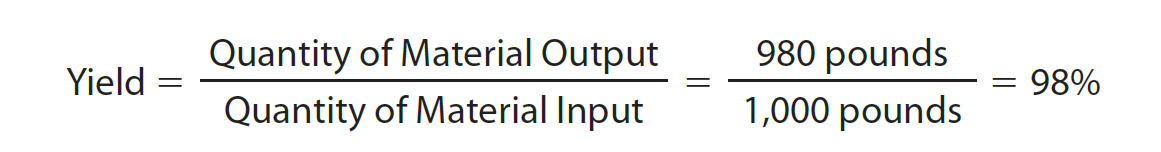 Yield = Quantity of Material Output / Quantity of Material Input = 980 pounds / 1,000 pounds = 98%